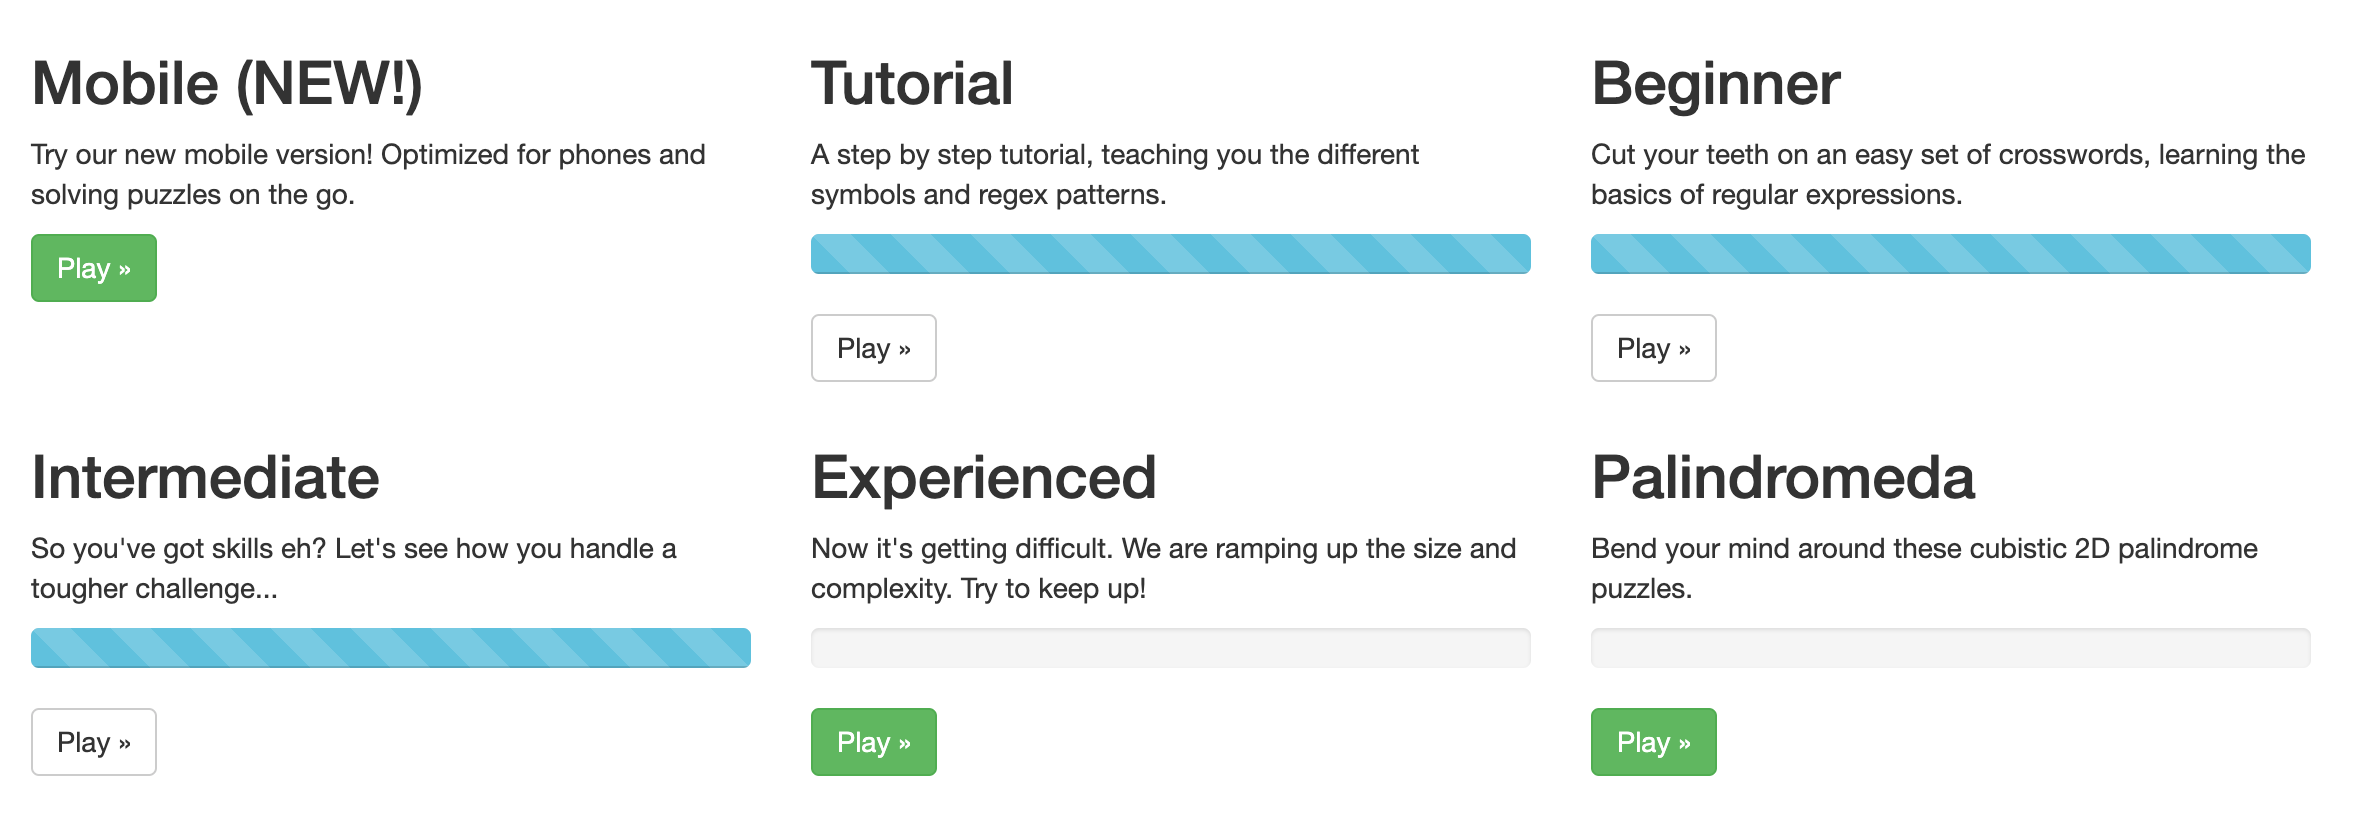 Mobile (NEW!)
Try our new mobile version! Optimized for phones and
solving puzzles on the go.
Play »
Tutorial
A step by step tutorial, teaching you the different
symbols and regex patterns.
Play »
Beginner
Cut your teeth on an easy set of crosswords, learning the
basics of regular expressions.
Play »
Intermediate
So you've got skills eh? Let's see how you handle a
tougher challenge...
Play »
Experienced
Now it's getting difficult. We are ramping up the size and
complexity. Try to keep up!
Play »
Palindromeda
Bend your mind around these cubistic 2D palindrome
puzzles.
Play »